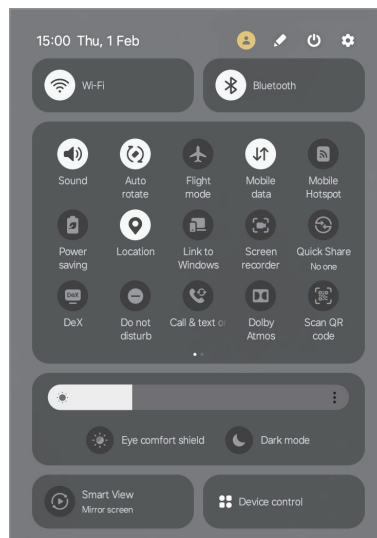 15:00 Thu, 1 Feb
Wi-Fi
Bluetooth
Sound
Auto
rotate
Flight
mode
Mobile
data
Mobile
Hotspot
Power
saving
Location
Link to
Windows
Screen
recorder
Quick Share
No one
DeX
DeX
Do not
disturb
Call & text o
Dolby
Atmos
Scan QR
code
Eye comfort shield
Dark mode
Smart View
Mirror screen
Device control